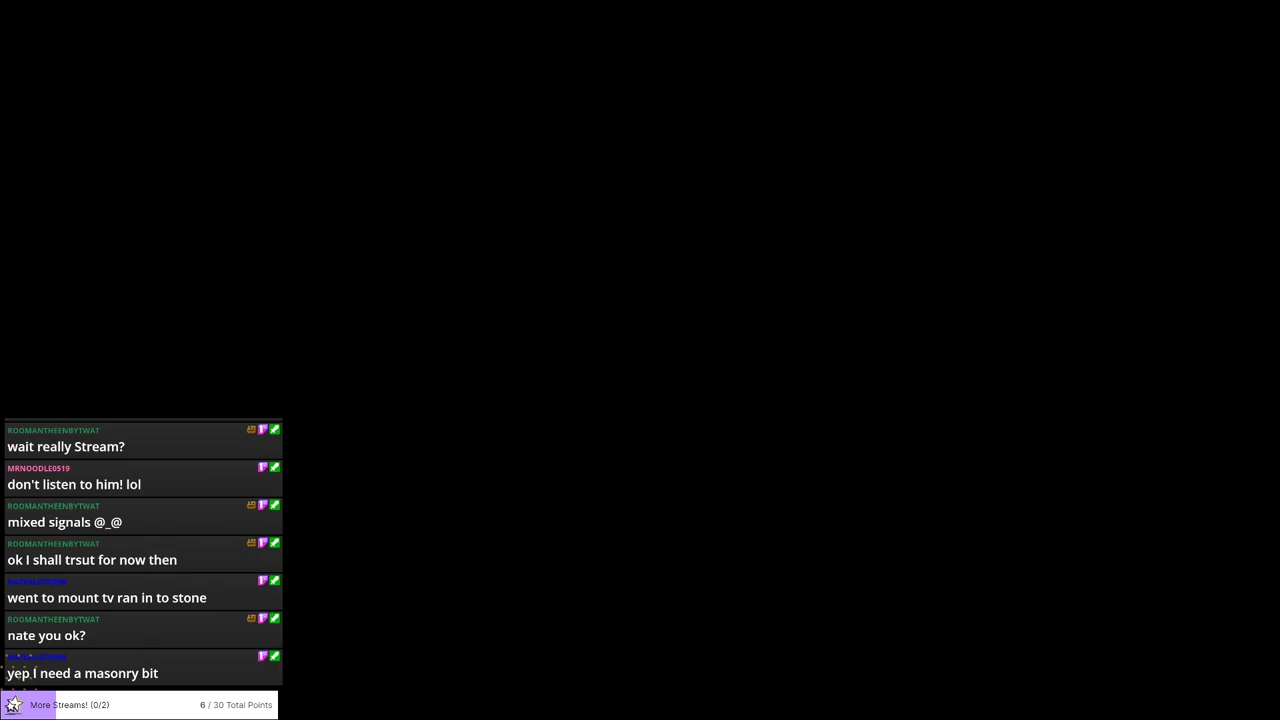 ROOMANTHEENBYTWAT
wait really Stream?
MRNOODLE0519
don't listen to him! lol
ROOMANTHEENBYTWAT
mixed signals @_@
ROOMANTHEENBYTWAT
ok I shall trsut for now then
went to mount tv ran in to stone
ROOMANTHEENBYTWAT
nate you ok?
yep I need a masonry bit
More Streams! (0/2) 6 / 30 Total Points